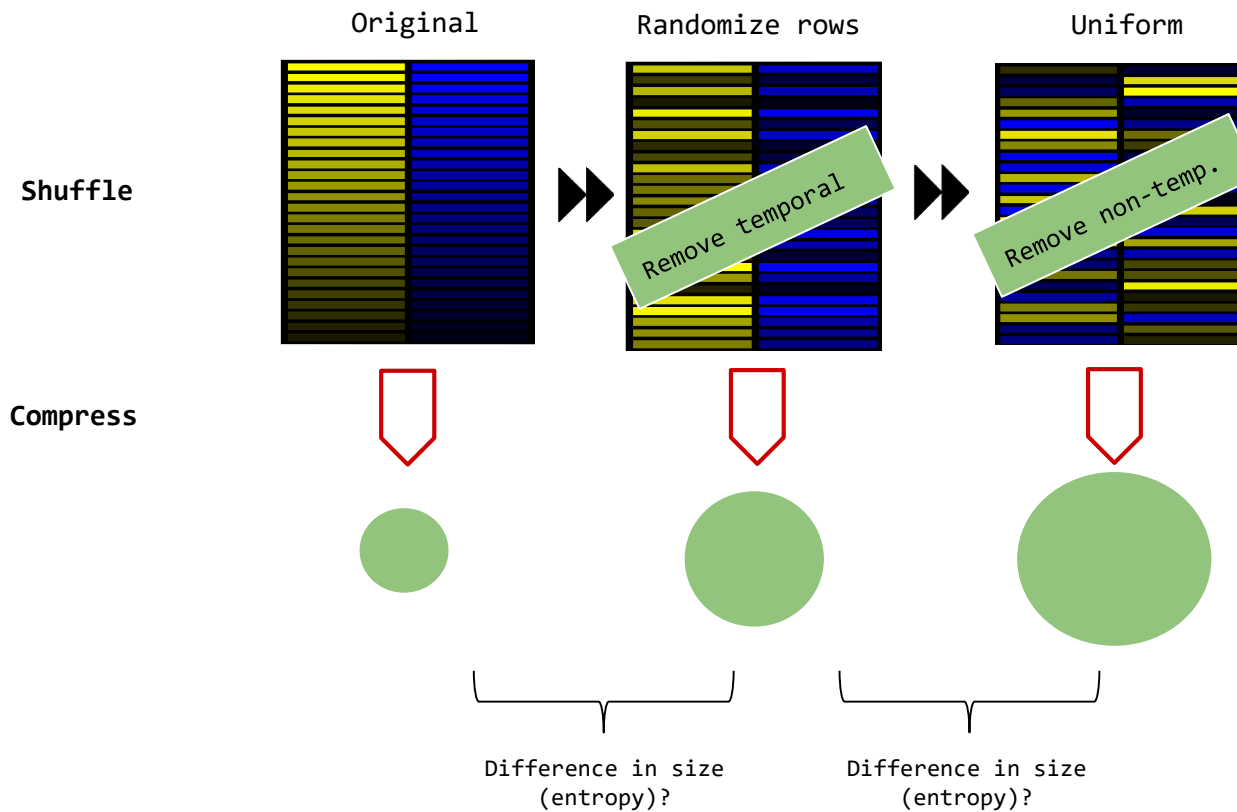 Original
Randomize rows
Uniform
Shuffle
Remove temporal
Remove non-temp.
Compress
Difference in size
(entropy)?
Difference in size
(entropy)?